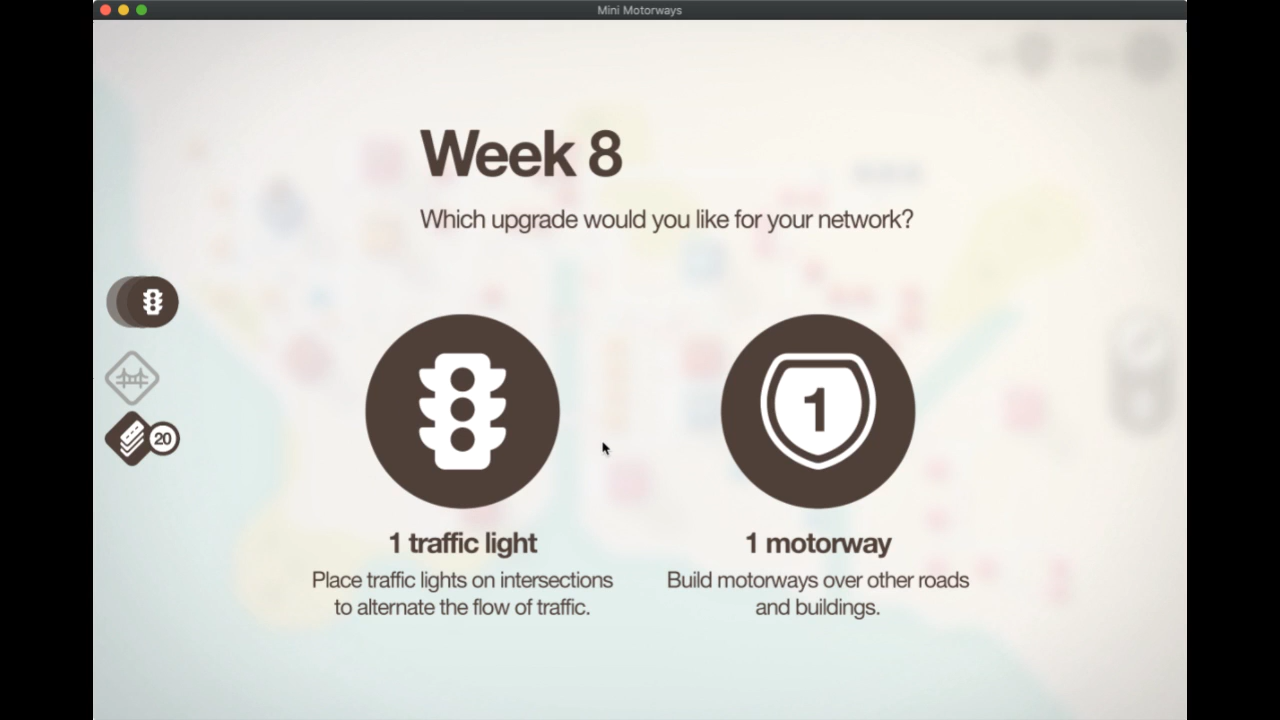 Mini Motorways
Week 8
Which upgrade would you like for your network?
20
1
1 traffic light
Place traffic lights on intersections
to alternate the flow of traffic.
1 motorway
Build motorways over other roads
and buildings.